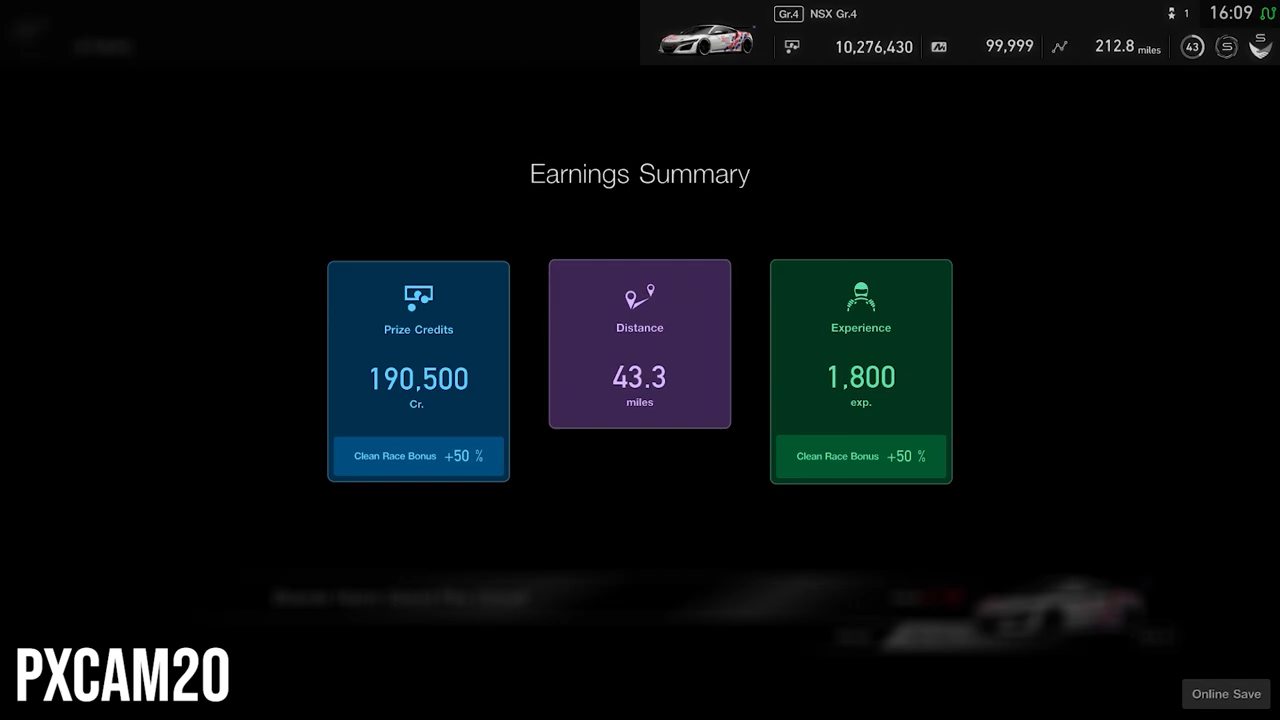 Gr.4 NSX Gr.4 1 16:09
10,276,430 99,999 212.8 miles 43 S S
Earnings Summary
Prize Credits
190,500
Cr.
Clean Race Bonus +50 %
Distance
43.3
miles
Experience
1,800
exp.
Clean Race Bonus +50 %
PXCAM20
Online Save